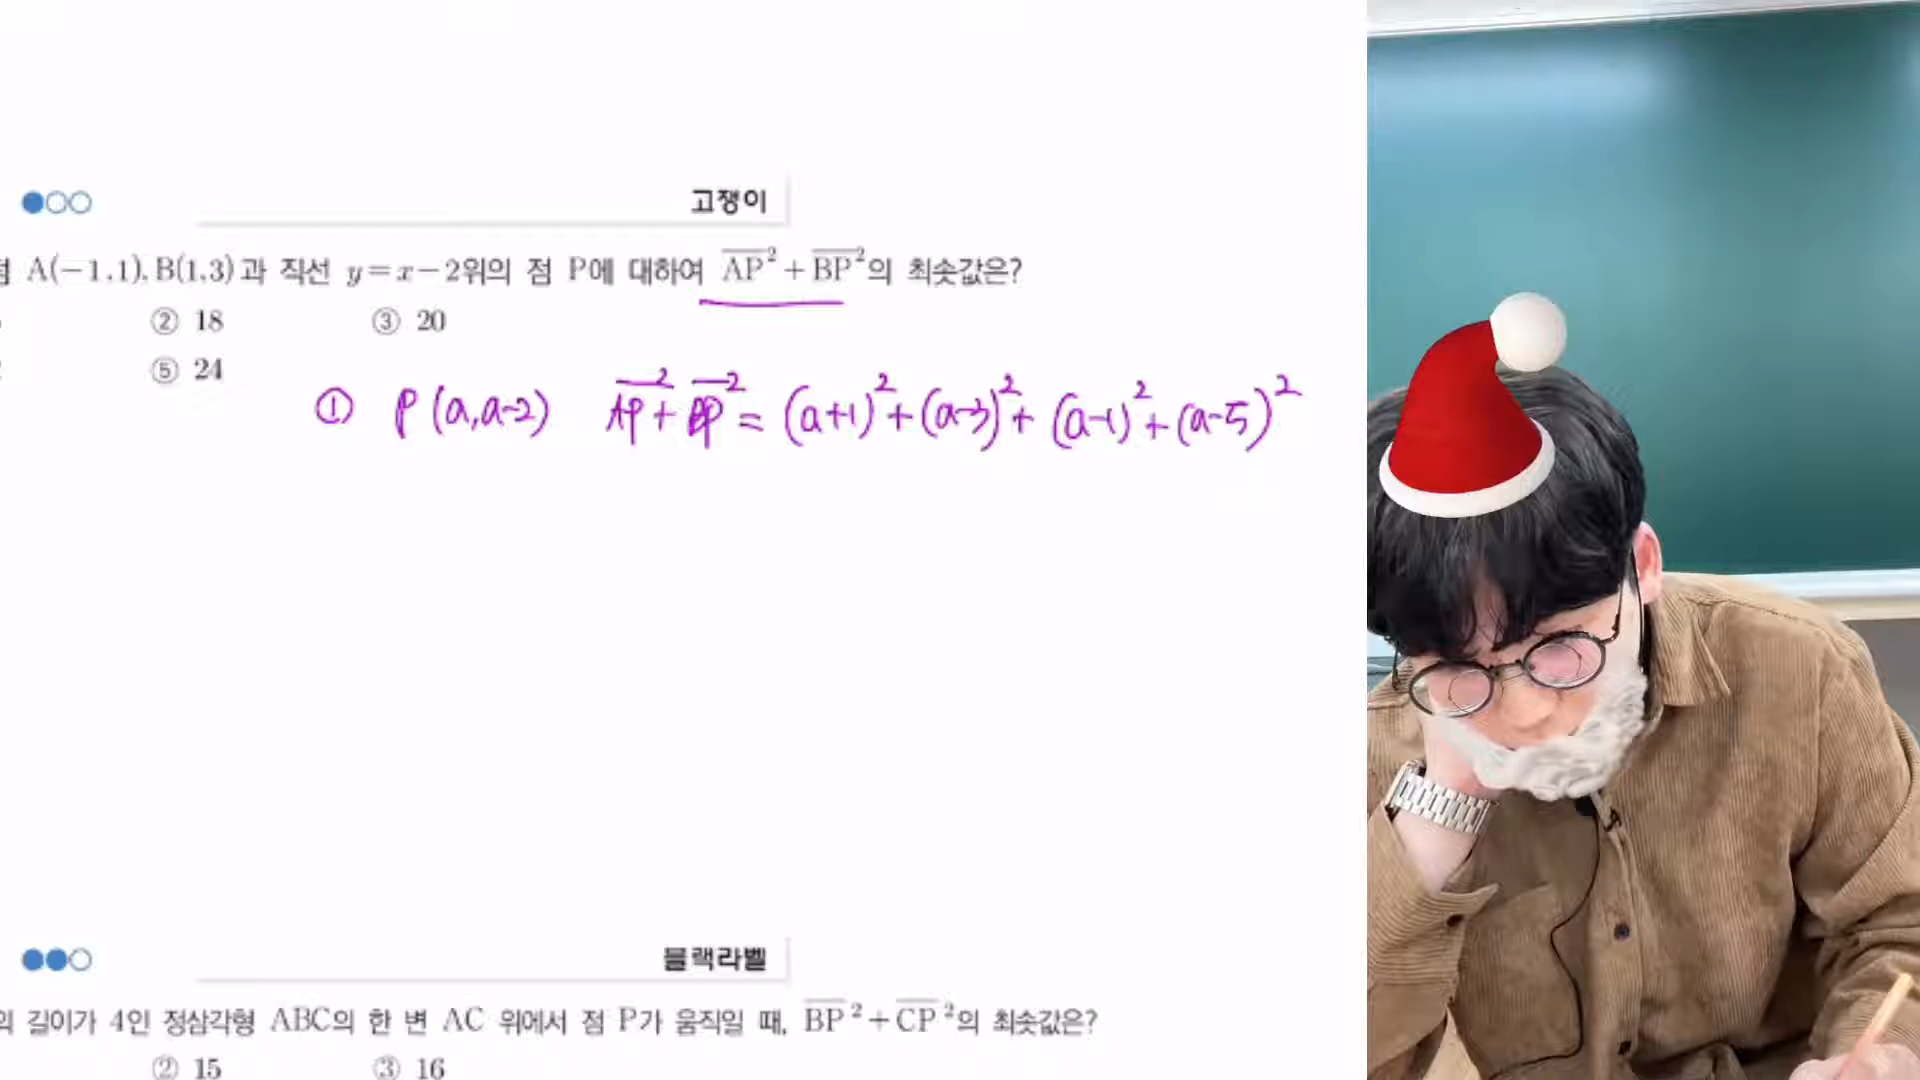 고쟁이
A(-1,1), B(1,3)과 직선 y=x-2위의 점 P에 대하여 AP² + BP²의 최솟값은?
② 18 ③ 20
⑤ 24
① P(a, a-2) AP² + BP² = (a+1)² + (a-3)² + (a-1)² + (a-5)²
블랙라벨
길이가 4인 정삼각형 ABC의 한 변 AC 위에서 점 P가 움직일 때, BP² + CP²의 최솟값은?
② 15 ③ 16